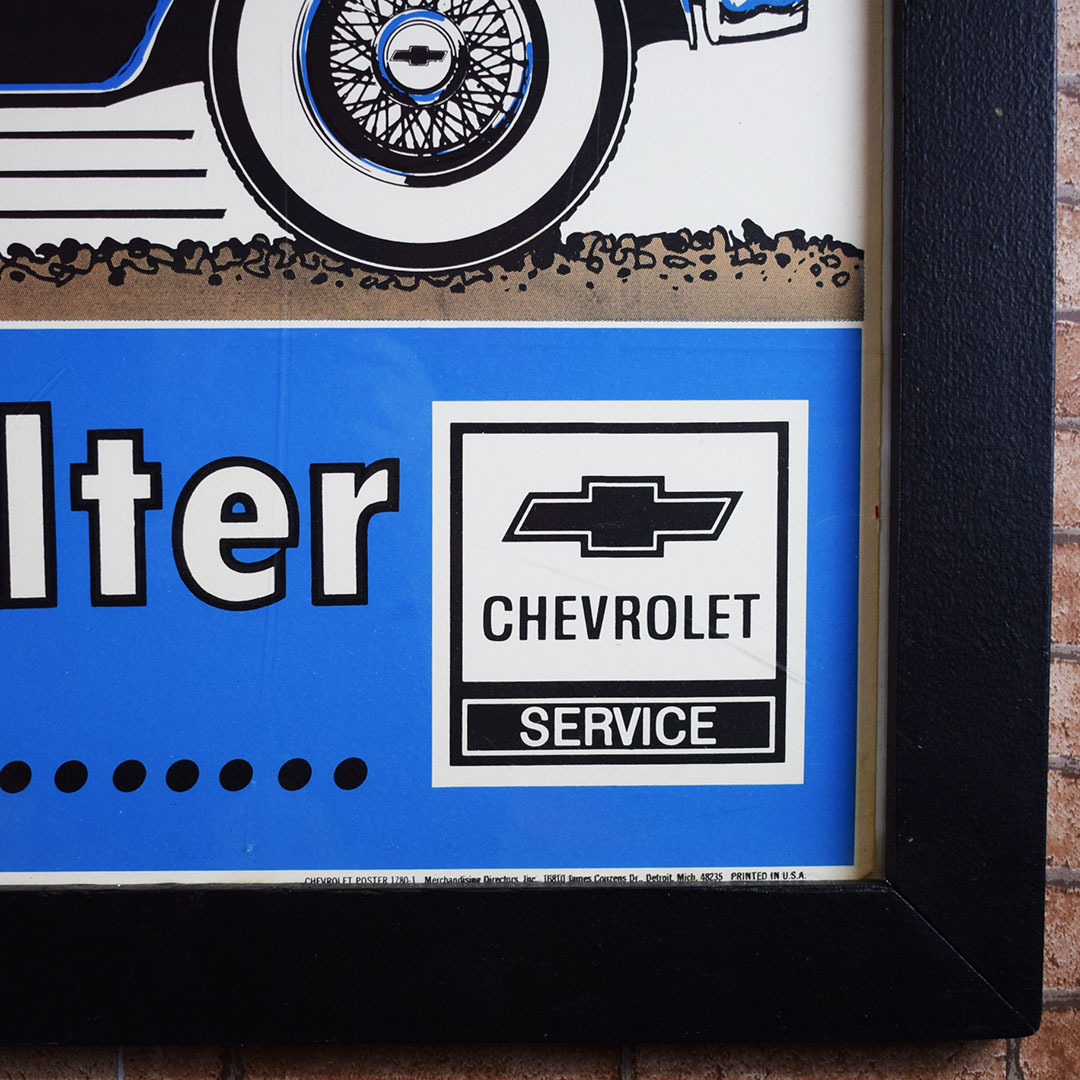 lter
CHEVROLET
SERVICE
CHEVROLET POSTER 1780-1 Merchandising Directors, Inc. 16810 James Couzens Dr., Detroit, Mich. 48235 PRINTED IN U.S.A.